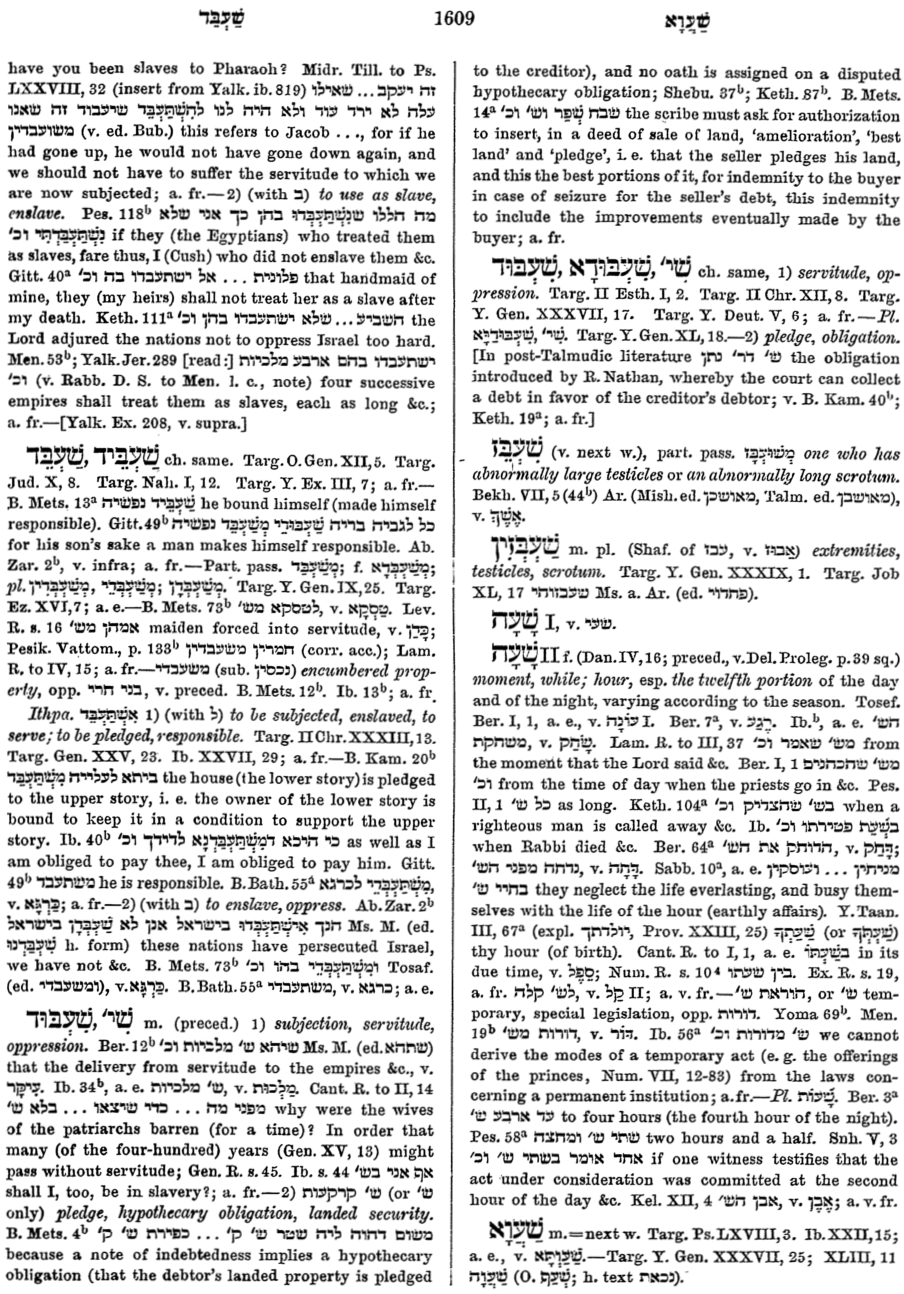 שַׁעְבֵּד
1609
שַׁעֲוָא
have you been slaves to Pharaoh? Midr. Till. to Ps.
LXXVIII, 32 (insert from Yalk. ib. 819) זה יעקב ... שאילו
עלה לא ירד עוד ולא היה לנו לְהִשְׁתַּעְבֵּד שיעבוד זה שאנו
משועבדין (v. ed. Bub.) this refers to Jacob ..., for if he
had gone up, he would not have gone down again, and
we should not have to suffer the servitude to which we
are now subjected; a. fr.—2) (with ב) to use as slave,
enslave. Pes. 118ᵇ מה הללו שנִשְׁתַּעְבְּדוּ בהן כך אני שלא
נִשְׁתַּעְבַּדְתִּי וכ' if they (the Egyptians) who treated them
as slaves, fare thus, I (Cush) who did not enslave them &c.
Gitt. 40ᵃ פלונית ... אל ישתעבדו בה וכ' that handmaid of
mine, they (my heirs) shall not treat her as a slave after
my death. Keth. 111ᵃ השביע ... שלא ישתעבדו בהן וכ' the
Lord adjured the nations not to oppress Israel too hard.
Men. 53ᵇ; Yalk. Jer. 289 [read:] ישתעבדו בהם ארבע מלכיות
וכ' (v. Rabb. D. S. to Men. l. c., note) four successive
empires shall treat them as slaves, each as long &c.;
a. fr.—[Yalk. Ex. 208, v. supra.]
שַׁעְבֵּיד, שַׁעְבֵּד ch. same. Targ. O. Gen. XII, 5. Targ.
Jud. X, 8. Targ. Nah. I, 12. Targ. Y. Ex. III, 7; a. fr.—
B. Mets. 13ᵃ שַׁעְבֵּיד נפשיה he bound himself (made himself
responsible). Gitt. 49ᵇ כל לגביה בריה שַׁעְבּוּדֵי מְשַׁעְבֵּד נפשיה
for his son's sake a man makes himself responsible. Ab.
Zar. 2ᵇ, v. infra; a. fr.—Part. pass. מְשַׁעְבַּד; f. מְשַׁעְבְּדָא;
pl. מְשַׁעְבְּדִין, מְשַׁעְבְּדֵי; מְשַׁעְבְּדָן. Targ. Y. Gen. IX, 25. Targ.
Ez. XVI, 7; a. e.—B. Mets. 73ᵇ לטסקא מש', v. טַסְקָא. Lev.
R. s. 16 אמהן מש' maiden forced into servitude, v. כַּדָּן;
Pesik. Vattom., p. 133ᵇ חמרין משעבדין (corr. acc.); Lam.
R. to IV, 15; a. fr.—משעבדי (sub. נכסין) encumbered prop-
erty, opp. בני חרי, v. preced. B. Mets. 12ᵇ. Ib. 13ᵇ; a. fr.
Ithpa. אִשְׁתַּעְבַּד 1) (with ל) to be subjected, enslaved, to
serve; to be pledged, responsible. Targ. II Chr. XXXIII, 13.
Targ. Gen. XXV, 23. Ib. XXVII, 29; a. fr.—B. Kam. 20ᵇ
ביתא לעלייה מִשְׁתַּעְבַּד the house (the lower story) is pledged
to the upper story, i. e. the owner of the lower story is
bound to keep it in a condition to support the upper
story. Ib. 40ᵇ כי היכא דמִשְׁתַּעְבַּדְנָא לדידך וכ' as well as I
am obliged to pay thee, I am obliged to pay him. Gitt.
49ᵇ משתעבד he is responsible. B. Bath. 55ᵃ מִשְׁתַּעְבְּדֵי לכרגא,
v. כַּרְגָּא; a. fr.—2) (with ב) to enslave, oppress. Ab. Zar. 2ᵇ
הנך אִישְׁתַּעְבְּדוּ בישראל אנן לא שַׁעְבְּדָן בישראל Ms. M. (ed.
שִׁעְבַּדְנוּ h. form) these nations have persecuted Israel,
we have not &c. B. Mets. 73ᵇ ומִשְׁתַּעְבְּדֵי בהו וכ' Tosaf.
(ed. ומשעבדי), v. כַּרְגָּא. B. Bath. 55ᵃ משתעבדי, v. כרגא; a. e.
שִׁעְבּוּד, שִׁי' m. (preced.) 1) subjection, servitude,
oppression. Ber. 12ᵇ שיהא ש' מלכיות וכ' Ms. M. (ed. שתהא)
that the delivery from servitude to the empires &c., v.
עִיקָּר. Ib. 34ᵇ, a. e. ש' מלכיות, v. מַלְכוּת. Cant. R. to II, 14
מפני מה ... כדי שיצאו ... בלא ש' why were the wives
of the patriarchs barren (for a time)? In order that
many (of the four-hundred) years (Gen. XV, 13) might
pass without servitude; Gen. R. s. 45. Ib. s. 44 אף אני בש'
shall I, too, be in slavery?; a. fr.—2) ש' קרקעות (or ש'
only) pledge, hypothecary obligation, landed security.
B. Mets. 4ᵇ משום דהוה ליה שטר ש' ק' ... כפירת ש' ק'
because a note of indebtedness implies a hypothecary
obligation (that the debtor's landed property is pledged
to the creditor), and no oath is assigned on a disputed
hypothecary obligation; Shebu. 37ᵇ; Keth. 87ᵇ. B. Mets.
14ᵃ שבח שְׁפַר וש' וכ' the scribe must ask for authorization
to insert, in a deed of sale of land, 'amelioration', 'best
land' and 'pledge', i. e. that the seller pledges his land,
and this the best portions of it, for indemnity to the buyer
in case of seizure for the seller's debt, this indemnity
to include the improvements eventually made by the
buyer; a. fr.
שִׁעְבּוּד, שִׁעְבּוּדָא, שִׁי' ch. same, 1) servitude, op-
pression. Targ. II Esth. I, 2. Targ. II Chr. XII, 8. Targ.
Y. Gen. XXXVII, 17. Targ. Y. Deut. V, 6; a. fr.—Pl.
שִׁעְבּוּדַיָּא, שִׁי'. Targ. Y. Gen. XL, 18.—2) pledge, obligation.
[In post-Talmudic literature ש' דר' נתן the obligation
introduced by R. Nathan, whereby the court can collect
a debt in favor of the creditor's debtor; v. B. Kam. 40ᵇ;
Keth. 19ᵃ; a. fr.]
שִׁעְבֵּז (v. next w.), part. pass. מְשׁוּעְבָּז one who has
abnormally large testicles or an abnormally long scrotum.
Bekh. VII, 5 (44ᵇ) Ar. (Mish. ed. מאושכן, Talm. ed. מאושבן),
v. אֶשֶׁךְ.
שַׁעְבְּזִין m. pl. (Shaf. of עבז, v. אֲבוּז) extremities,
testicles, scrotum. Targ. Y. Gen. XXXIX, 1. Targ. Job
XL, 17 שעבזוהי Ms. a. Ar. (ed. פחדוי).
שָׁעָה I, v. שעי.
שָׁעָה II f. (Dan. IV, 16; preced., v. Del. Proleg. p. 39 sq.)
moment, while; hour, esp. the twelfth portion of the day
and of the night, varying according to the season. Tosef.
Ber. I, 1, a. e., v. עוֹנָה I. Ber. 7ᵃ, v. רֶגַע. Ib.ᵇ, a. e. הש'
משחקת, v. שָׂחַק. Lam. R. to III, 37 מש' שאמר וכ' from
the moment that the Lord said &c. Ber. I, 1 מש' שהכהנים
וכ' from the time of day when the priests go in &c. Pes.
II, 1 כל ש' as long. Keth. 104ᵃ בש' שהצדיק וכ' when a
righteous man is called away &c. Ib. בִּשְׁעַת פטירתו וכ'
when Rabbi died &c. Ber. 64ᵃ הדוחק את הש', v. דָּחַק;
נדחה מפני הש', v. דָּחָה. Sabb. 10ᵃ, a. e. מניחין ... ועוסקין
בחיי ש' they neglect the life everlasting, and busy them-
selves with the life of the hour (earthly affairs). Y. Taan.
III, 67ᵃ (expl. יולדתך, Prov. XXIII, 25) שַׁעֲתָךְ (or שְׁעָתְךָ)
thy hour (of birth). Cant. R. to I, 1, a. e. בִּשְׁעָתוֹ in its
due time, v. סֵפֶל; Num. R. s. 10⁴ בין שעתו. Ex. R. s. 19,
a. fr. לש' קלה, v. קַל II; a. v. fr.—הוראת ש', or ש' tem-
porary, special legislation, opp. דורות. Yoma 69ᵇ. Men.
19ᵇ דורות מש', v. דּוֹר. Ib. 56ᵃ ש' מדורות וכ' we cannot
derive the modes of a temporary act (e. g. the offerings
of the princes, Num. VII, 12-83) from the laws con-
cerning a permanent institution; a. fr.—Pl. שָׁעוֹת. Ber. 3ᵃ
עד ארבע ש' to four hours (the fourth hour of the night).
Pes. 58ᵃ שתי ש' ומחצה two hours and a half. Snh. V, 3
אחד אומר בשתי ש' וכ' if one witness testifies that the
act under consideration was committed at the second
hour of the day &c. Kel. XII, 4 אבן הש', v. אֶבֶן; a. v. fr.
שַׁעֲוָא m.=next w. Targ. Ps. LXVIII, 3. Ib. XXII, 15;
a. e., v. שַׁעֲוְתָא.—Targ. Y. Gen. XXXVII, 25; XLIII, 11
שַׁעֲוָה (O. שְׁעַף; h. text נכאת).